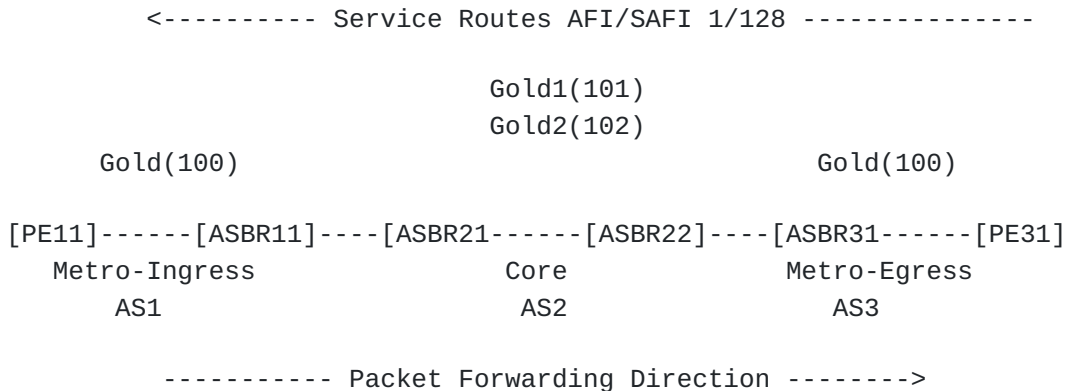 <---------- Service Routes AFI/SAFI 1/128 ---------------
Gold1(101)
Gold2(102)
Gold(100) Gold(100)
[PE11]------[ASBR11]----[ASBR21------[ASBR22]----[ASBR31------[PE31]
Metro-Ingress Core Metro-Egress
AS1 AS2 AS3
----------- Packet Forwarding Direction -------->